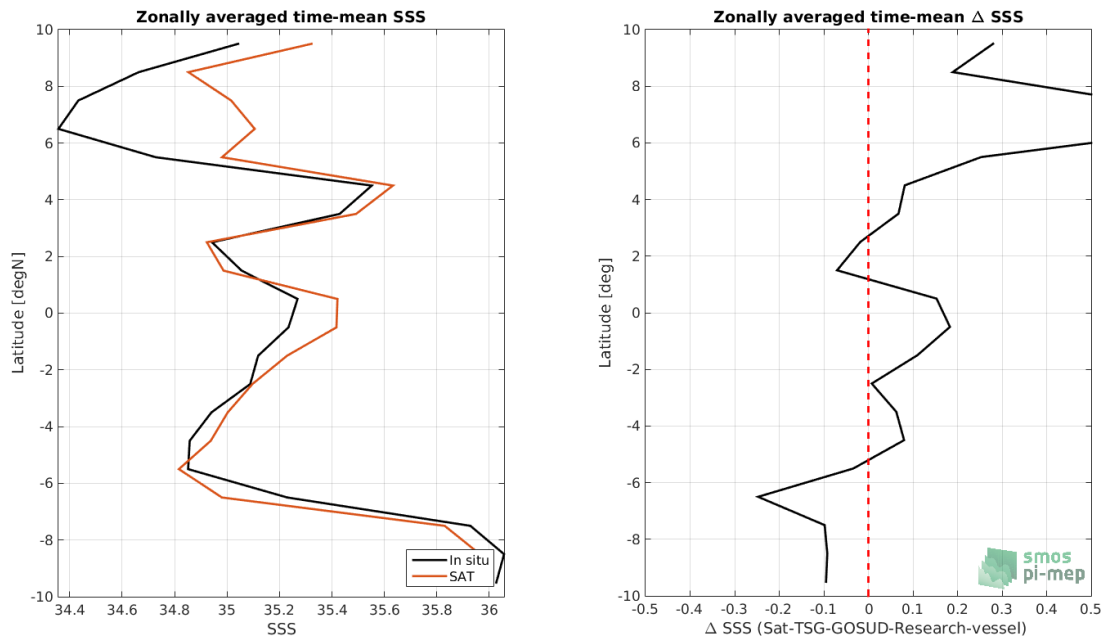 Zonally averaged time-mean SSS
10
8
6
4
2
0
-2
-4
-6
-8
-10
Latitude [degN]
34.4 34.6 34.8 35 35.2 35.4 35.6 35.8 36
SSS
In situ
SAT
Zonally averaged time-mean Δ SSS
10
8
6
4
2
0
-2
-4
-6
-8
-10
Latitude [deg]
-0.5 -0.4 -0.3 -0.2 -0.1 0 0.1 0.2 0.3 0.4 0.5
Δ SSS (Sat-TSG-GOSUD-Research-vessel)
smos
pi-mep